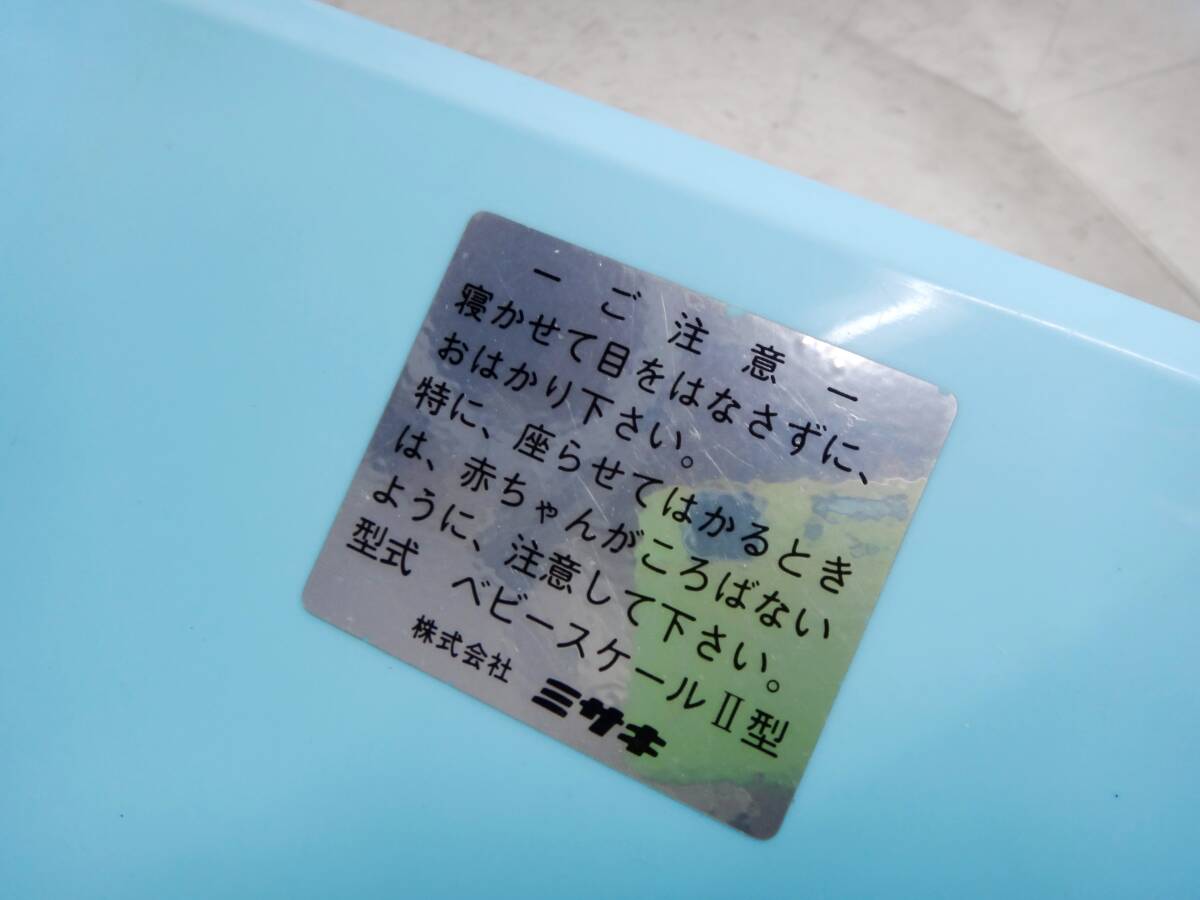 ー ご 注 意 ー
寝かせて目をはなさずに、
おはかり下さい。
特に、座らせてはかるとき
は、赤ちゃんがころばない
ように、注意して下さい。
型式 ベビースケールⅡ型
株式会社 ミサキ